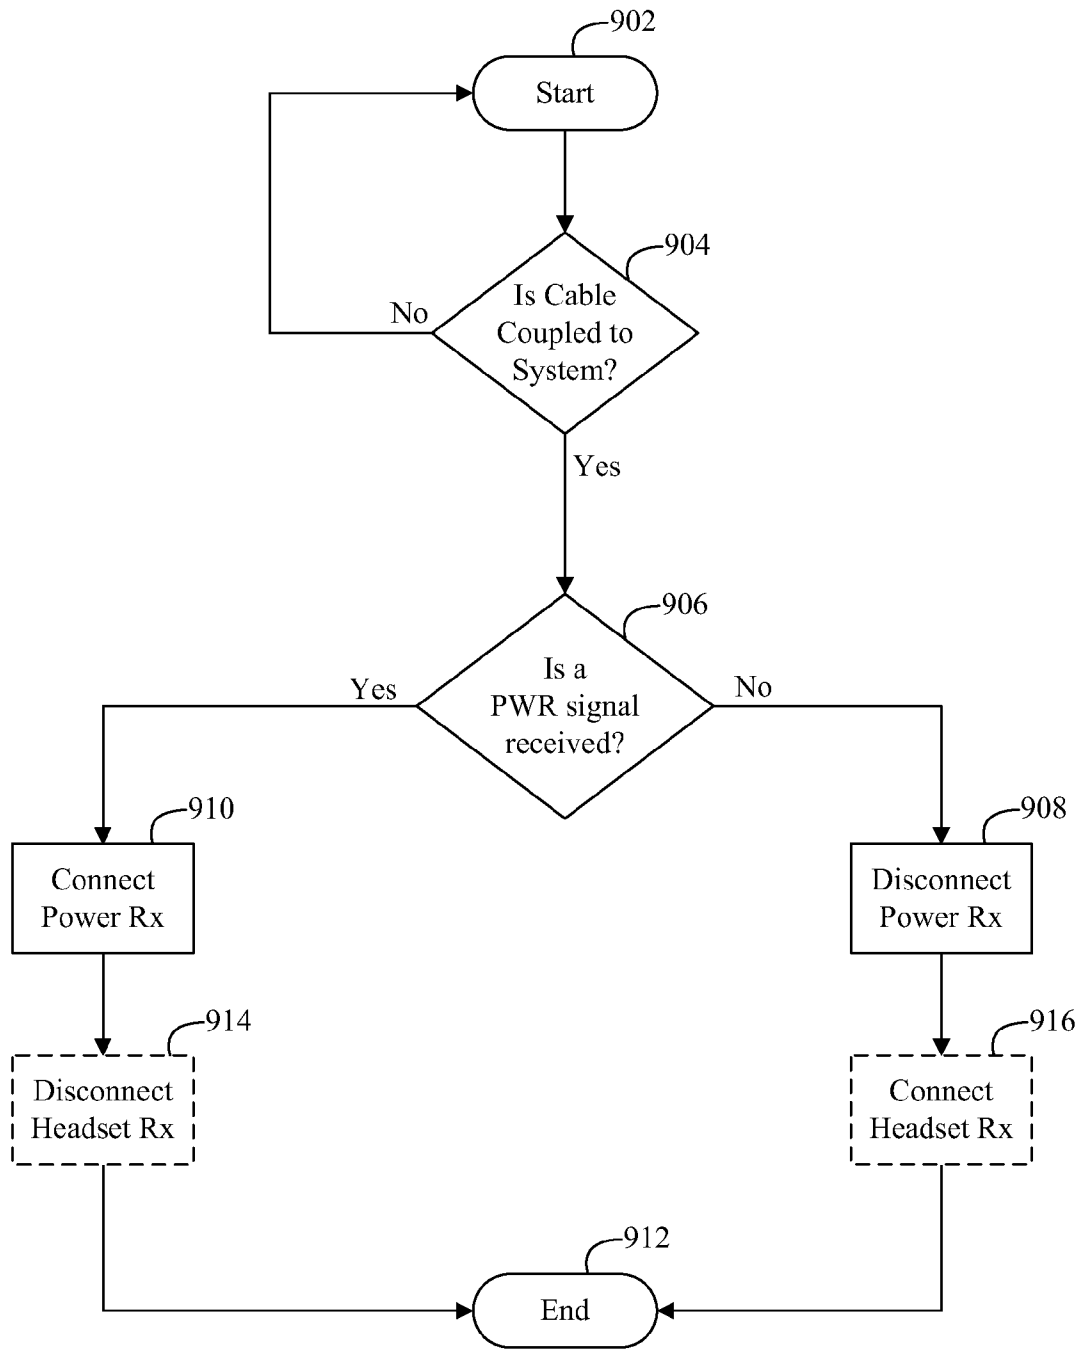 902
Start
904
Is Cable
Coupled to
System?
No
Yes
906
Is a
PWR signal
received?
Yes
No
910
Connect
Power Rx
908
Disconnect
Power Rx
914
Disconnect
Headset Rx
916
Connect
Headset Rx
912
End